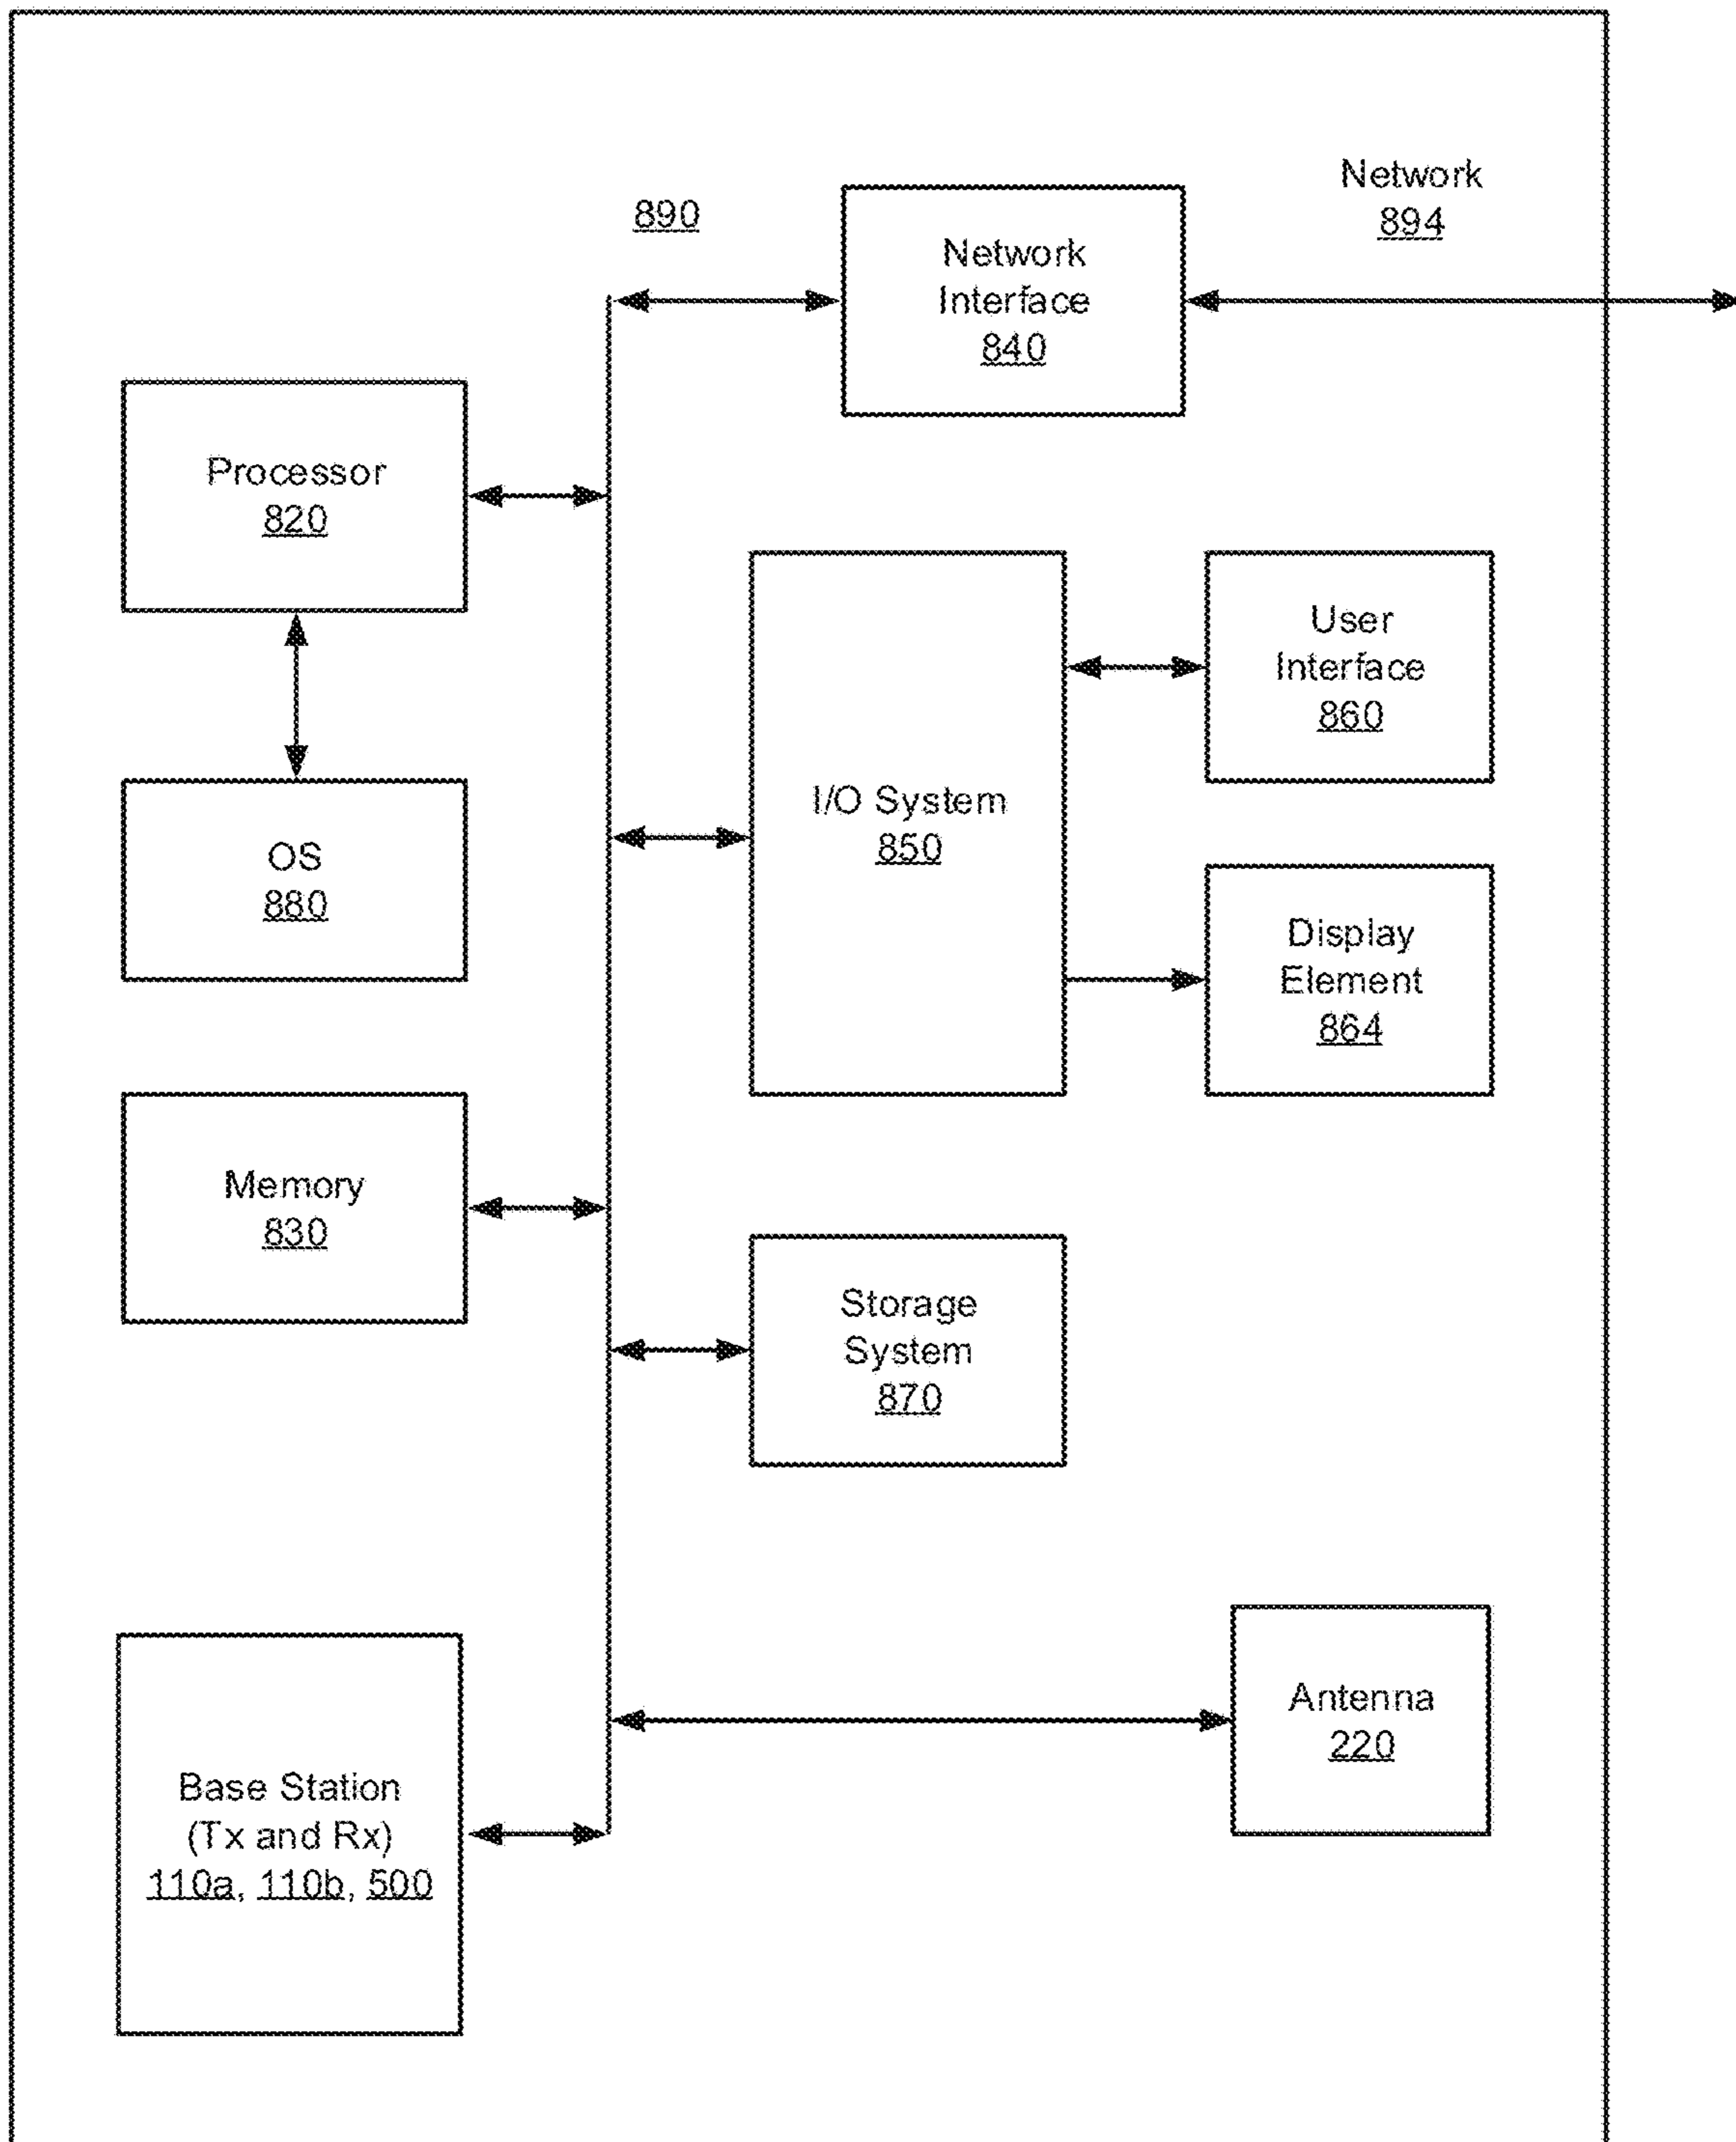 Network
894
890
Network
Interface
840
Processor
820
User
Interface
860
I/O System
850
OS
880
Display
Element
864
Memory
830
Storage
System
870
Antenna
220
Base Station
(Tx and Rx)
110a, 110b, 500